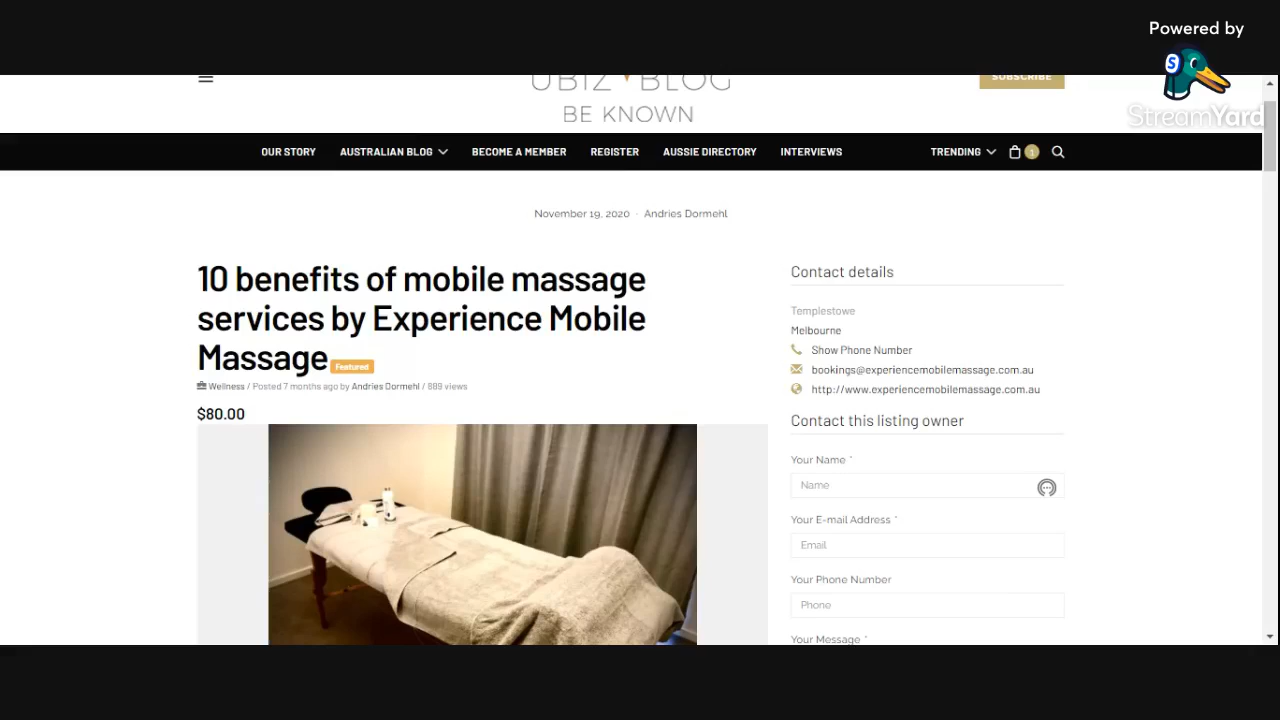 Powered by
StreamYard
UBIZ BLOG
BE KNOWN
SUBSCRIBE
OUR STORY AUSTRALIAN BLOG BECOME A MEMBER REGISTER AUSSIE DIRECTORY INTERVIEWS TRENDING 1
November 19, 2020 · Andries Dormehl
10 benefits of mobile massage
services by Experience Mobile
Massage Featured
Wellness / Posted 7 months ago by Andries Dormehl / 889 views
$80.00
Contact details
Templestowe
Melbourne
Show Phone Number
bookings@experiencemobilemassage.com.au
http://www.experiencemobilemassage.com.au
Contact this listing owner
Your Name *
Name
Your E-mail Address *
Email
Your Phone Number
Phone
Your Message *